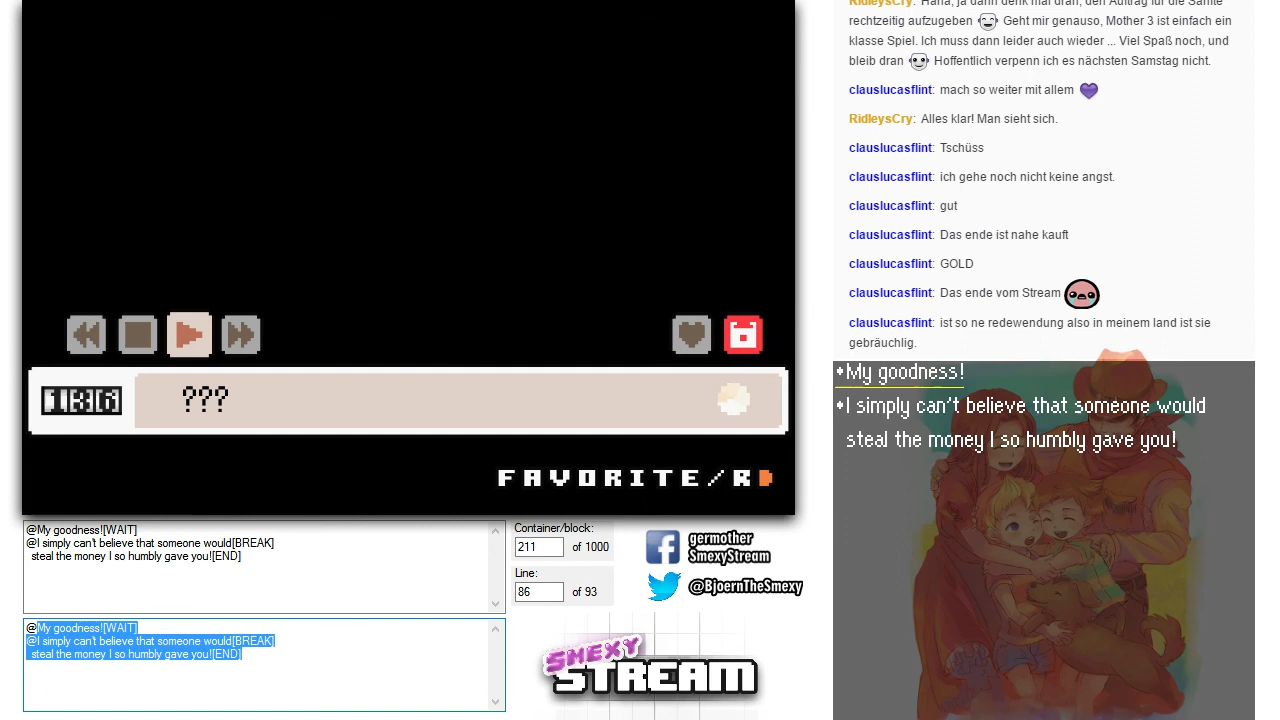 RidleysCry: Haha, ja dann denk mal dran, den Auftrag für die Sänfte
rechtzeitig aufzugeben Geht mir genauso, Mother 3 ist einfach ein
klasse Spiel. Ich muss dann leider auch wieder ... Viel Spaß noch, und
bleib dran Hoffentlich verpenn ich es nächsten Samstag nicht.
clauslucasflint: mach so weiter mit allem
RidleysCry: Alles klar! Man sieht sich.
clauslucasflint: Tschüss
clauslucasflint: ich gehe noch nicht keine angst.
clauslucasflint: gut
clauslucasflint: Das ende ist nahe kauft
clauslucasflint: GOLD
clauslucasflint: Das ende vom Stream
clauslucasflint: ist so ne redewendung also in meinem land ist sie
gebräuchlich.
136 ???
FAVORITE/R
•My goodness!
•I simply can't believe that someone would
steal the money I so humbly gave you!
@My goodness![WAIT]
@I simply can't believe that someone would[BREAK]
steal the money I so humbly gave you![END]
Container/block:
211 of 1000
Line:
86 of 93
germother
SmexyStream
@BjoernTheSmexy
@My goodness![WAIT]
@I simply can't believe that someone would[BREAK]
steal the money I so humbly gave you![END]
SMEXY
STREAM